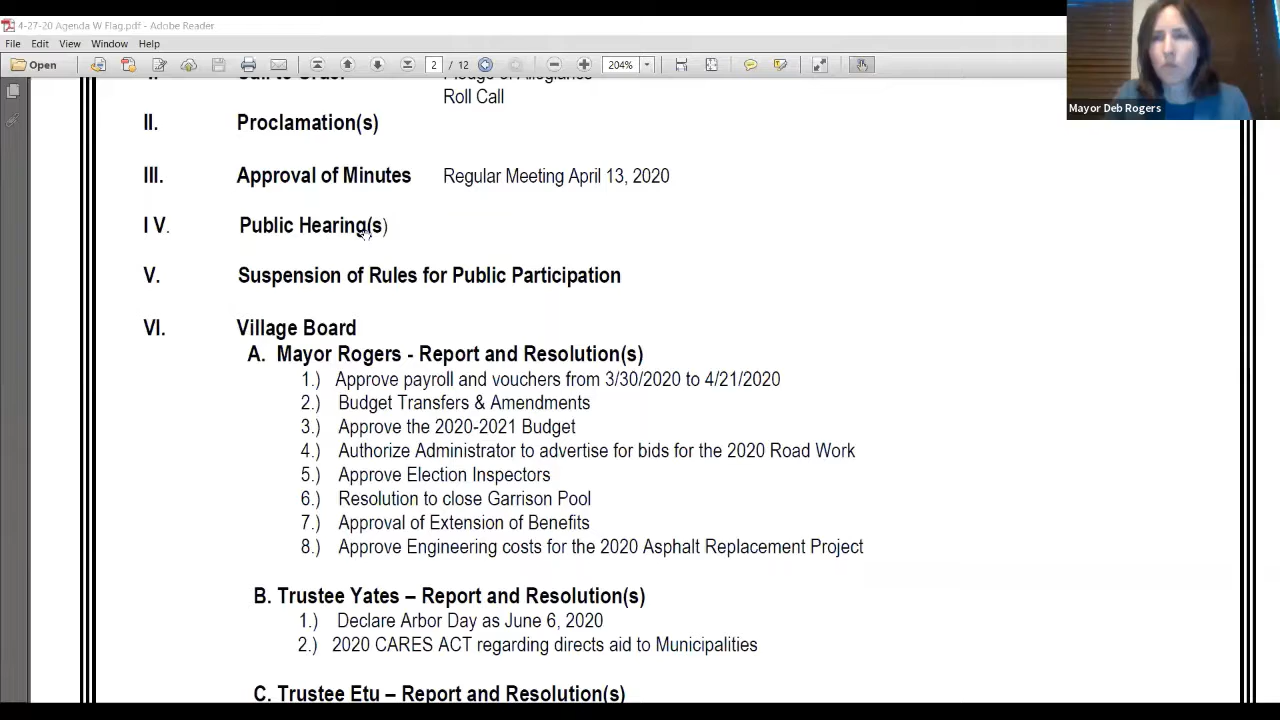 4-27-20 Agenda W Flag.pdf - Adobe Reader
File Edit View Window Help
Open 2 / 12 204%
Mayor Deb Rogers
II. Call to Order Pledge of Allegiance
Roll Call
II. Proclamation(s)
III. Approval of Minutes Regular Meeting April 13, 2020
I V. Public Hearing(s)
V. Suspension of Rules for Public Participation
VI. Village Board
A. Mayor Rogers - Report and Resolution(s)
1.) Approve payroll and vouchers from 3/30/2020 to 4/21/2020
2.) Budget Transfers & Amendments
3.) Approve the 2020-2021 Budget
4.) Authorize Administrator to advertise for bids for the 2020 Road Work
5.) Approve Election Inspectors
6.) Resolution to close Garrison Pool
7.) Approval of Extension of Benefits
8.) Approve Engineering costs for the 2020 Asphalt Replacement Project
B. Trustee Yates – Report and Resolution(s)
1.) Declare Arbor Day as June 6, 2020
2.) 2020 CARES ACT regarding directs aid to Municipalities
C. Trustee Etu – Report and Resolution(s)